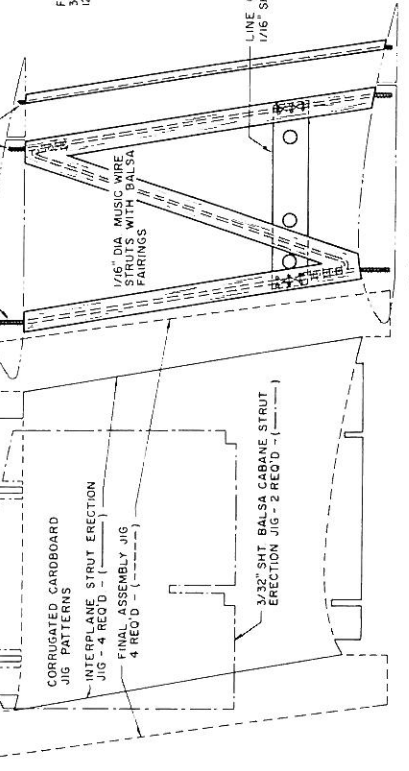 CORRUGATED CARDBOARD
JIG PATTERNS
INTERPLANE STRUT ERECTION
JIG - 4 REQ'D - (———)
FINAL ASSEMBLY JIG
4 REQ'D - (-----)
3/32" SHT BALSA CABANE STRUT
ERECTION JIG - 2 REQ'D - (—·—)
1/16" DIA MUSIC WIRE
STRUTS WITH BALSA
FAIRINGS
LINE
1/16" S